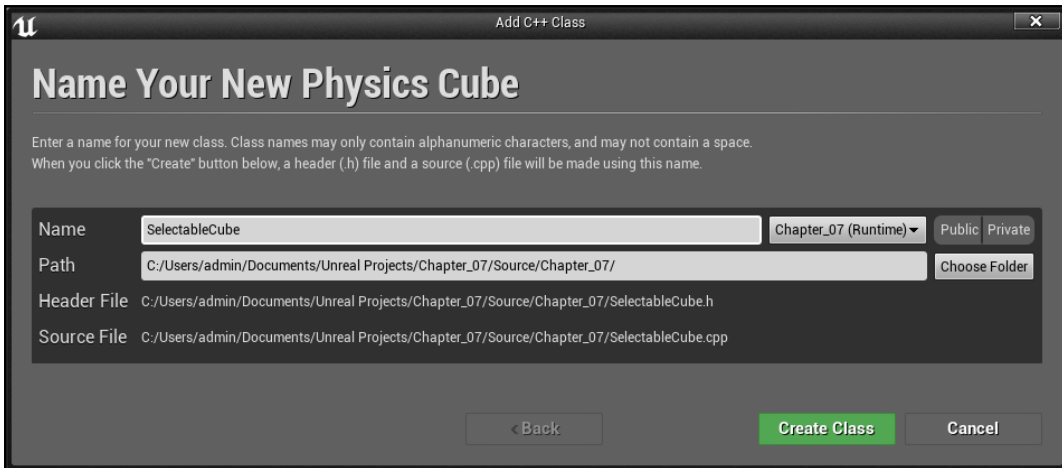 Add C++ Class
Name Your New Physics Cube
Enter a name for your new class. Class names may only contain alphanumeric characters, and may not contain a space.
When you click the "Create" button below, a header (.h) file and a source (.cpp) file will be made using this name.
Name SelectableCube Chapter_07 (Runtime) Public Private
Path C:/Users/admin/Documents/Unreal Projects/Chapter_07/Source/Chapter_07/ Choose Folder
Header File C:/Users/admin/Documents/Unreal Projects/Chapter_07/Source/Chapter_07/SelectableCube.h
Source File C:/Users/admin/Documents/Unreal Projects/Chapter_07/Source/Chapter_07/SelectableCube.cpp
<Back Create Class Cancel